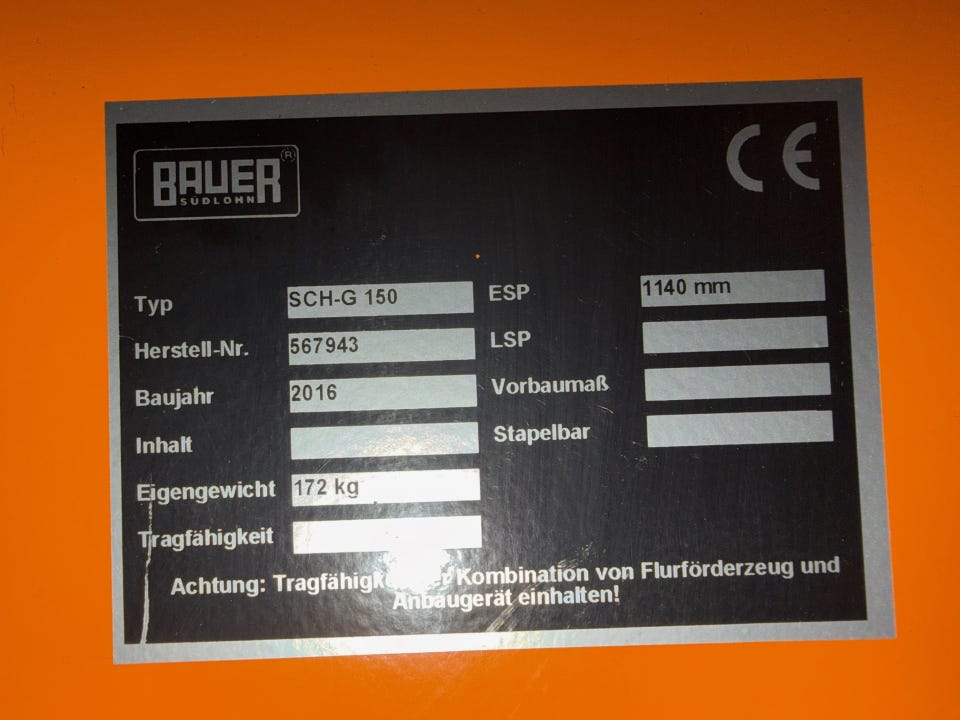 BAUER®
SÜDLOHN
CE
Typ SCH-G 150 ESP 1140 mm
Herstell-Nr. 567943 LSP
Baujahr 2016 Vorbaumaß
Inhalt Stapelbar
Eigengewicht 172 kg
Tragfähigkeit
Achtung: Kombination von Flurförderzeug und
Anbaugerät einhalten!